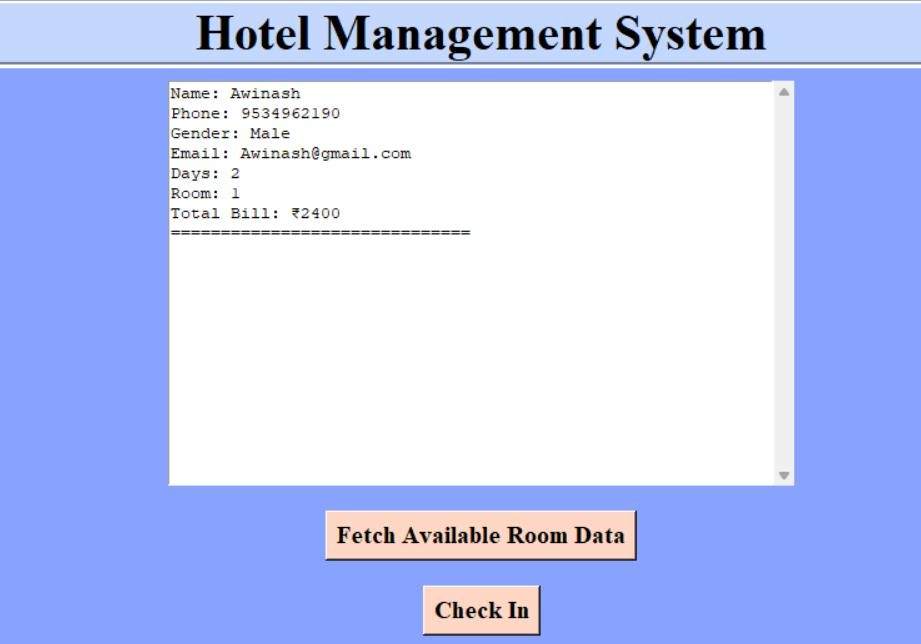 Hotel Management System
Name: Awinash
Phone: 9534962190
Gender: Male
Email: Awinash@gmail.com
Days: 2
Room: 1
Total Bill: ₹2400
==============================
Fetch Available Room Data
Check In